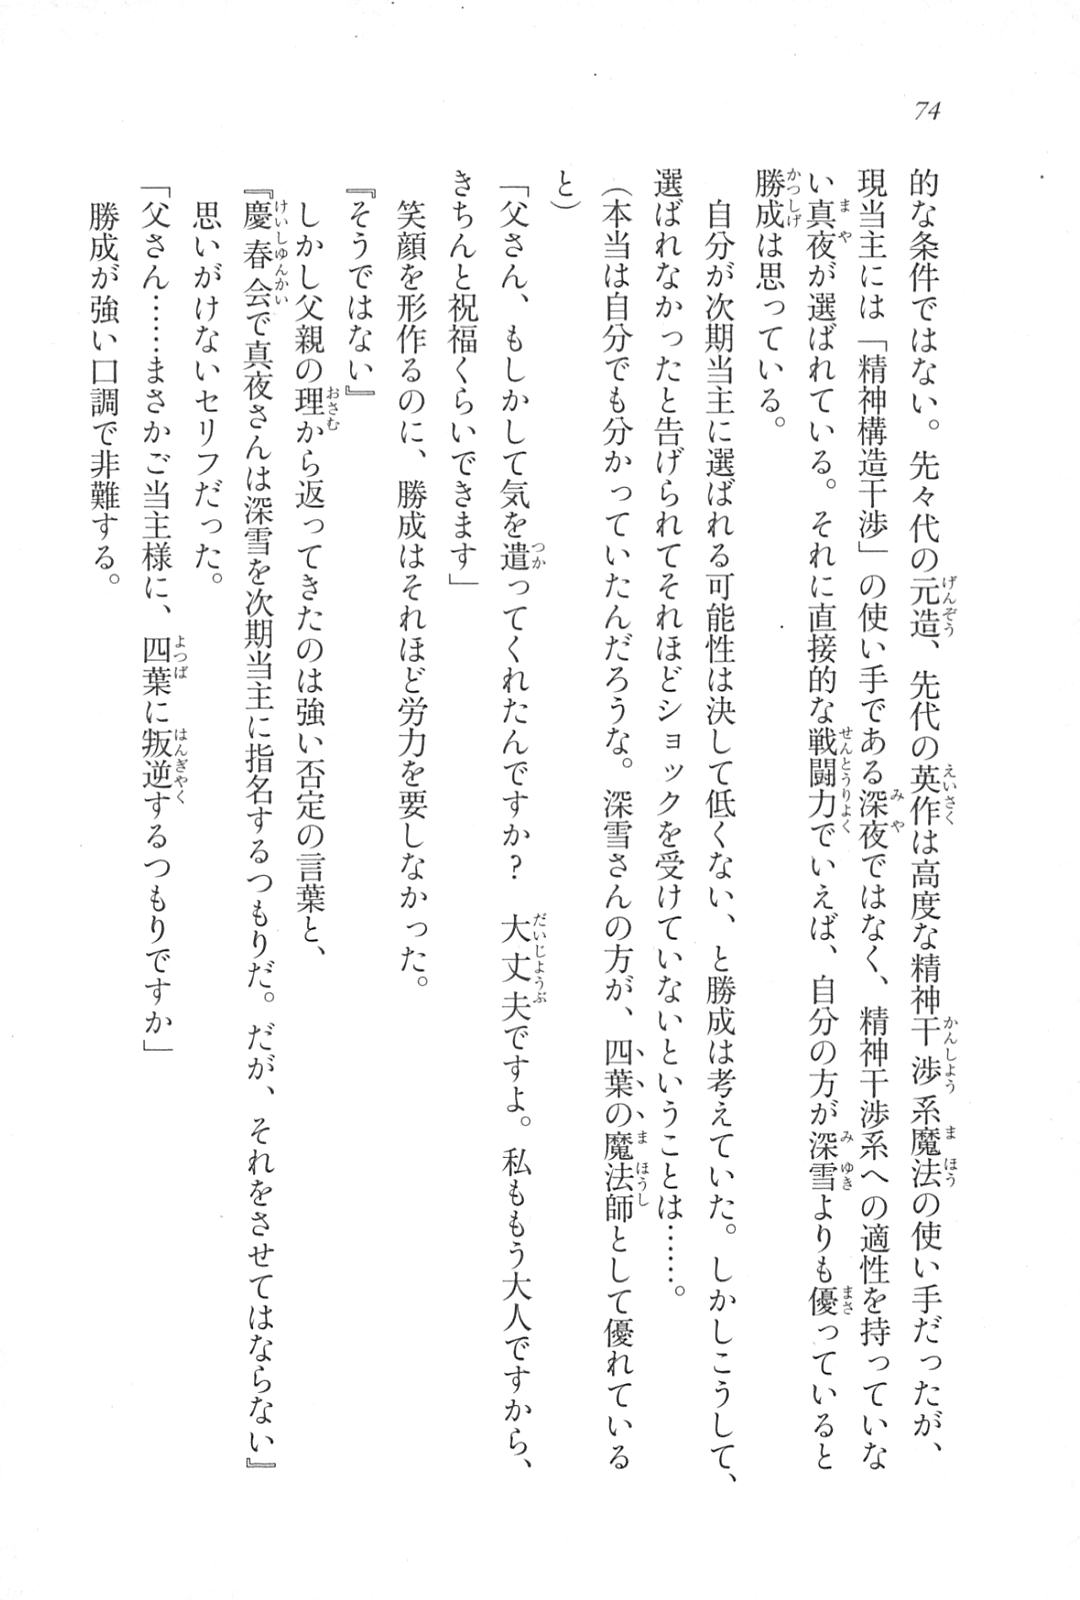 74
的な条件ではない。先々代の元造、先代の英作は高度な精神干渉系魔法の使い手だったが、
現当主には「精神構造干渉」の使い手である深夜ではなく、精神干渉系への適性を持っていな
い真夜が選ばれている。それに直接的な戦闘力でいえば、自分の方が深雪よりも優っていると
勝成は思っている。
自分が次期当主に選ばれる可能性は決して低くない、と勝成は考えていた。しかしこうして、
選ばれなかったと告げられてそれほどショックを受けていないということは……。
（本当は自分でも分かっていたんだろうな。深雪さんの方が、四葉の魔法師として優れている
と）
「父さん、もしかして気を遣ってくれたんですか？　大丈夫ですよ。私ももう大人ですから、
きちんと祝福くらいできます」
笑顔を形作るのに、勝成はそれほど労力を要しなかった。
『そうではない』
しかし父親の理から返ってきたのは強い否定の言葉と、
『慶春会で真夜さんは深雪を次期当主に指名するつもりだ。だが、それをさせてはならない』
思いがけないセリフだった。
「父さん……まさかご当主様に、四葉に叛逆するつもりですか」
勝成が強い口調で非難する。